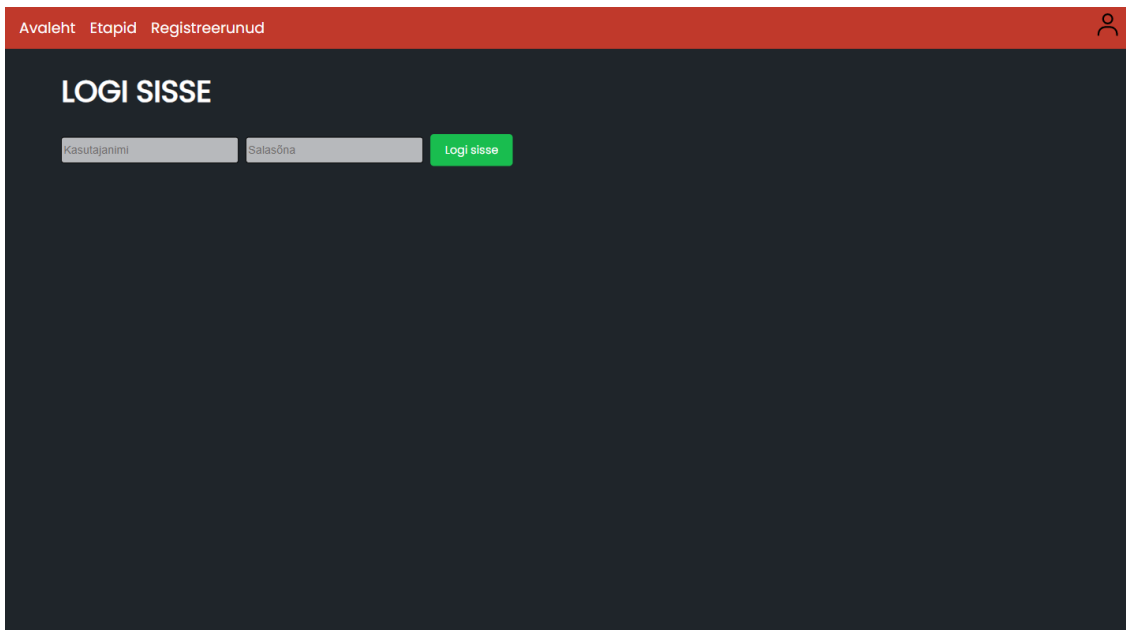 Avaleht Etapid Registreerunud
LOGI SISSE
Kasutajanimi Salasõna Logi sisse